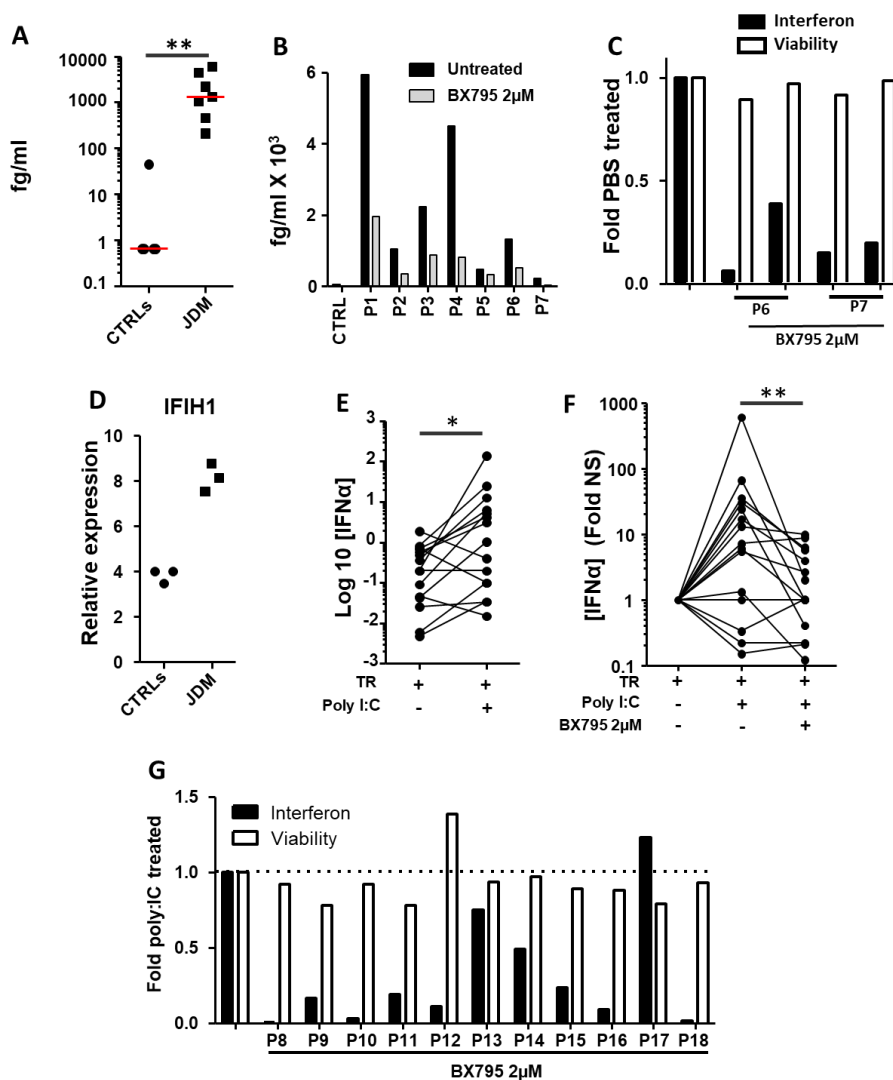 A
**
fg/ml
10000
1000
100
10
1
0.1
CTRLs
JDM
B
Untreated
BX795 2µM
fg/ml X 10³
6
4
2
0
CTRL
P1
P2
P3
P4
P5
P6
P7
C
Interferon
Viability
Fold PBS treated
1.0
0.5
0.0
P6
P7
BX795 2µM
D
IFIH1
Relative expression
10
8
6
4
2
0
CTRLs
JDM
E
*
Log 10 [IFNα]
3
2
1
0
-1
-2
-3
TR + +
Poly I:C - +
F
**
[IFNα] (Fold NS)
1000
100
10
1
0.1
TR + + +
Poly I:C - + +
BX795 2µM - - +
G
Interferon
Viability
Fold poly:IC treated
1.5
1.0
0.5
0.0
P8 P9 P10 P11 P12 P13 P14 P15 P16 P17 P18
BX795 2µM